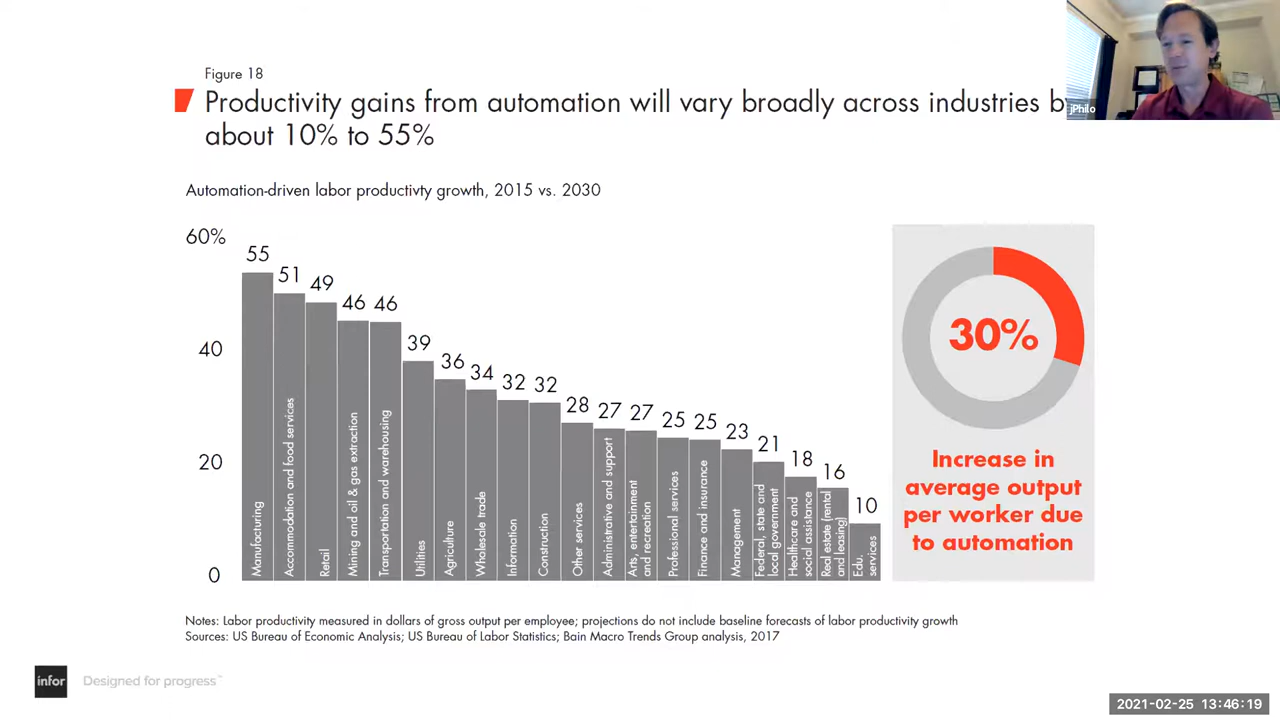 Figure 18
Productivity gains from automation will vary broadly across industries b
about 10% to 55%
jPhilo
Automation-driven labor productivty growth, 2015 vs. 2030
60%
40
20
0
55
51
49
46
46
39
36
34
32
32
28
27
27
25
25
23
21
18
16
10
Manufacturing
Accommodation and food services
Retail
Mining and oil & gas extraction
Transportation and warehousing
Utilities
Agriculture
Wholesale trade
Information
Construction
Other services
Administrative and support
Arts, entertainment
and recreation
Professional services
Finance and insurance
Management
Federal, state and
local government
Healthcare and
social assistance
Real estate (rental
and leasing)
Edu.
services
30%
Increase in
average output
per worker due
to automation
Notes: Labor productivity measured in dollars of gross output per employee; projections do not include baseline forecasts of labor productivity growth
Sources: US Bureau of Economic Analysis; US Bureau of Labor Statistics; Bain Macro Trends Group analysis, 2017
infor
Designed for progress™
2021-02-25 13:46:19